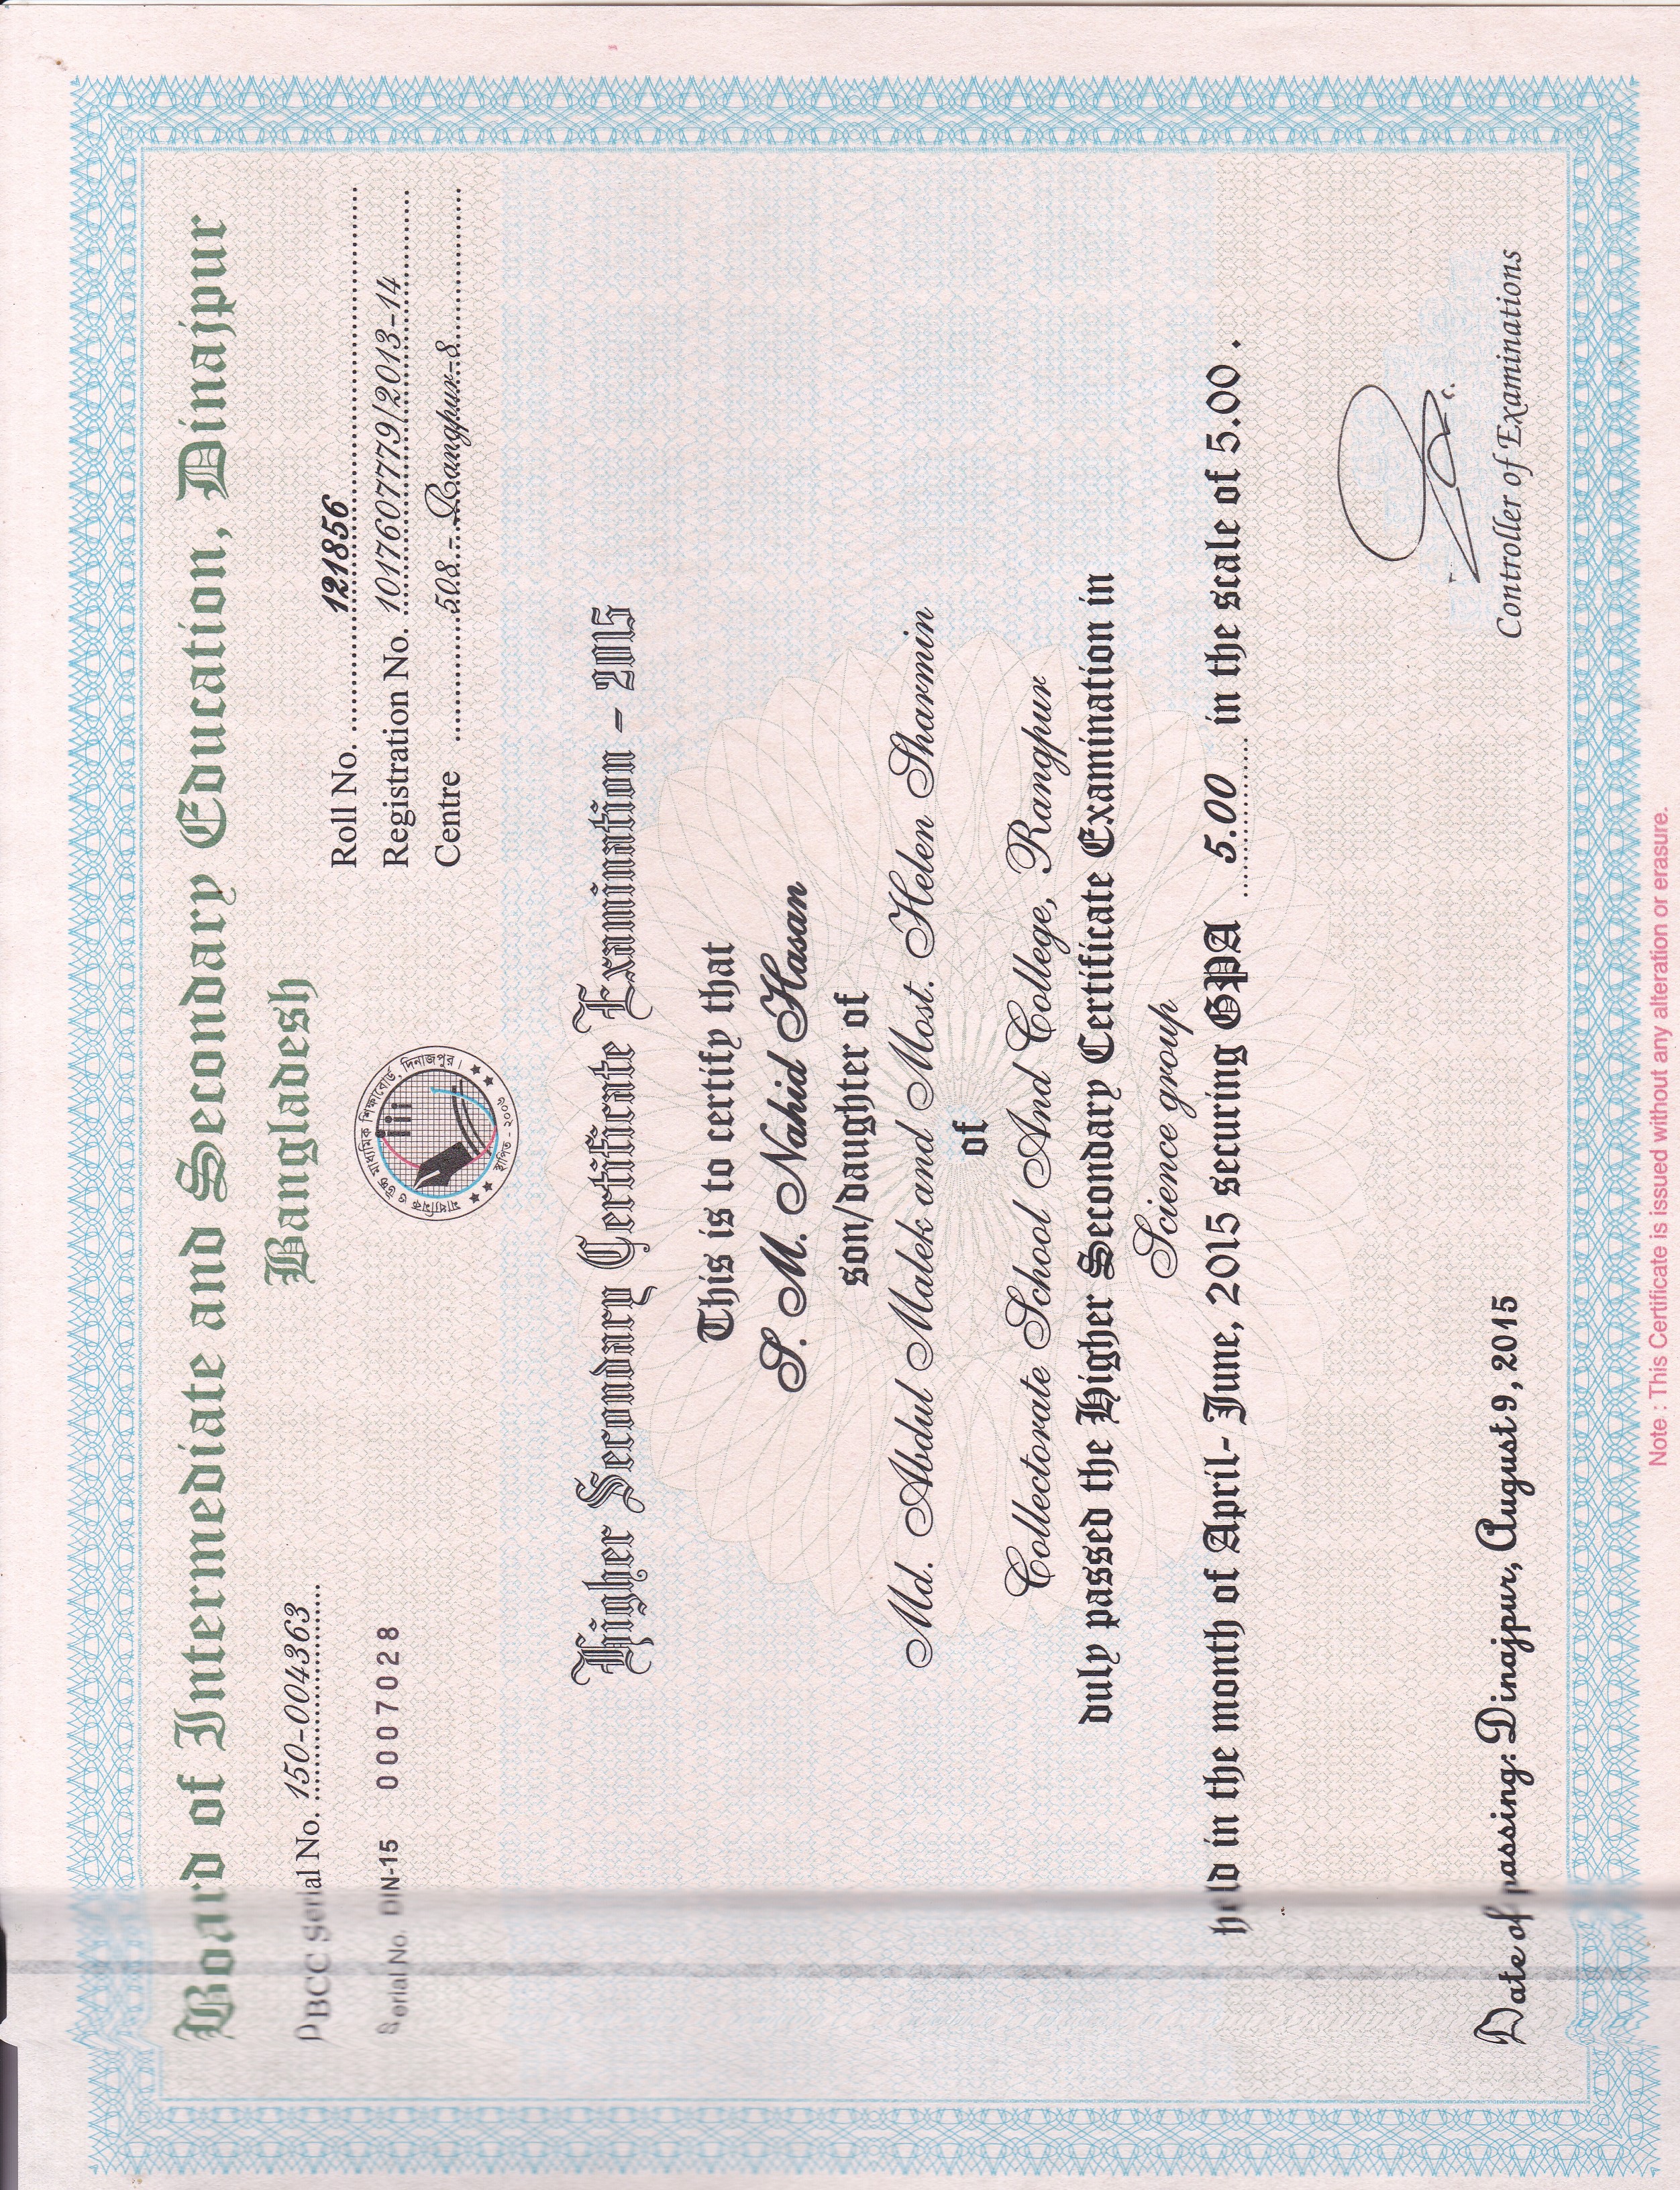 Board of Intermediate and Secondary Education, Dinajpur
Bangladesh
DBCC Serial No. 150-004363
Serial No. DIN-15 0007028
Roll No. 121856
Registration No. 1017607779/2013-14
Centre 508 - Rangpur-8
মাধ্যমিক ও উচ্চ মাধ্যমিক শিক্ষাবোর্ড, দিনাজপুর।
স্থাপিত - ২০০৬
Higher Secondary Certificate Examination - 2015
This is to certify that
S. M. Nahid Hasan
son/daughter of
Md. Abdul Malek and Most. Helen Sharmin
of
Collectorate School And College, Rangpur
duly passed the Higher Secondary Certificate Examination in
Science group
held in the month of April- June, 2015 securing GPA 5.00 in the scale of 5.00 .
Date of passing: Dinajpur, August 9, 2015
Controller of Examinations
Note : This Certificate is issued without any alteration or erasure.